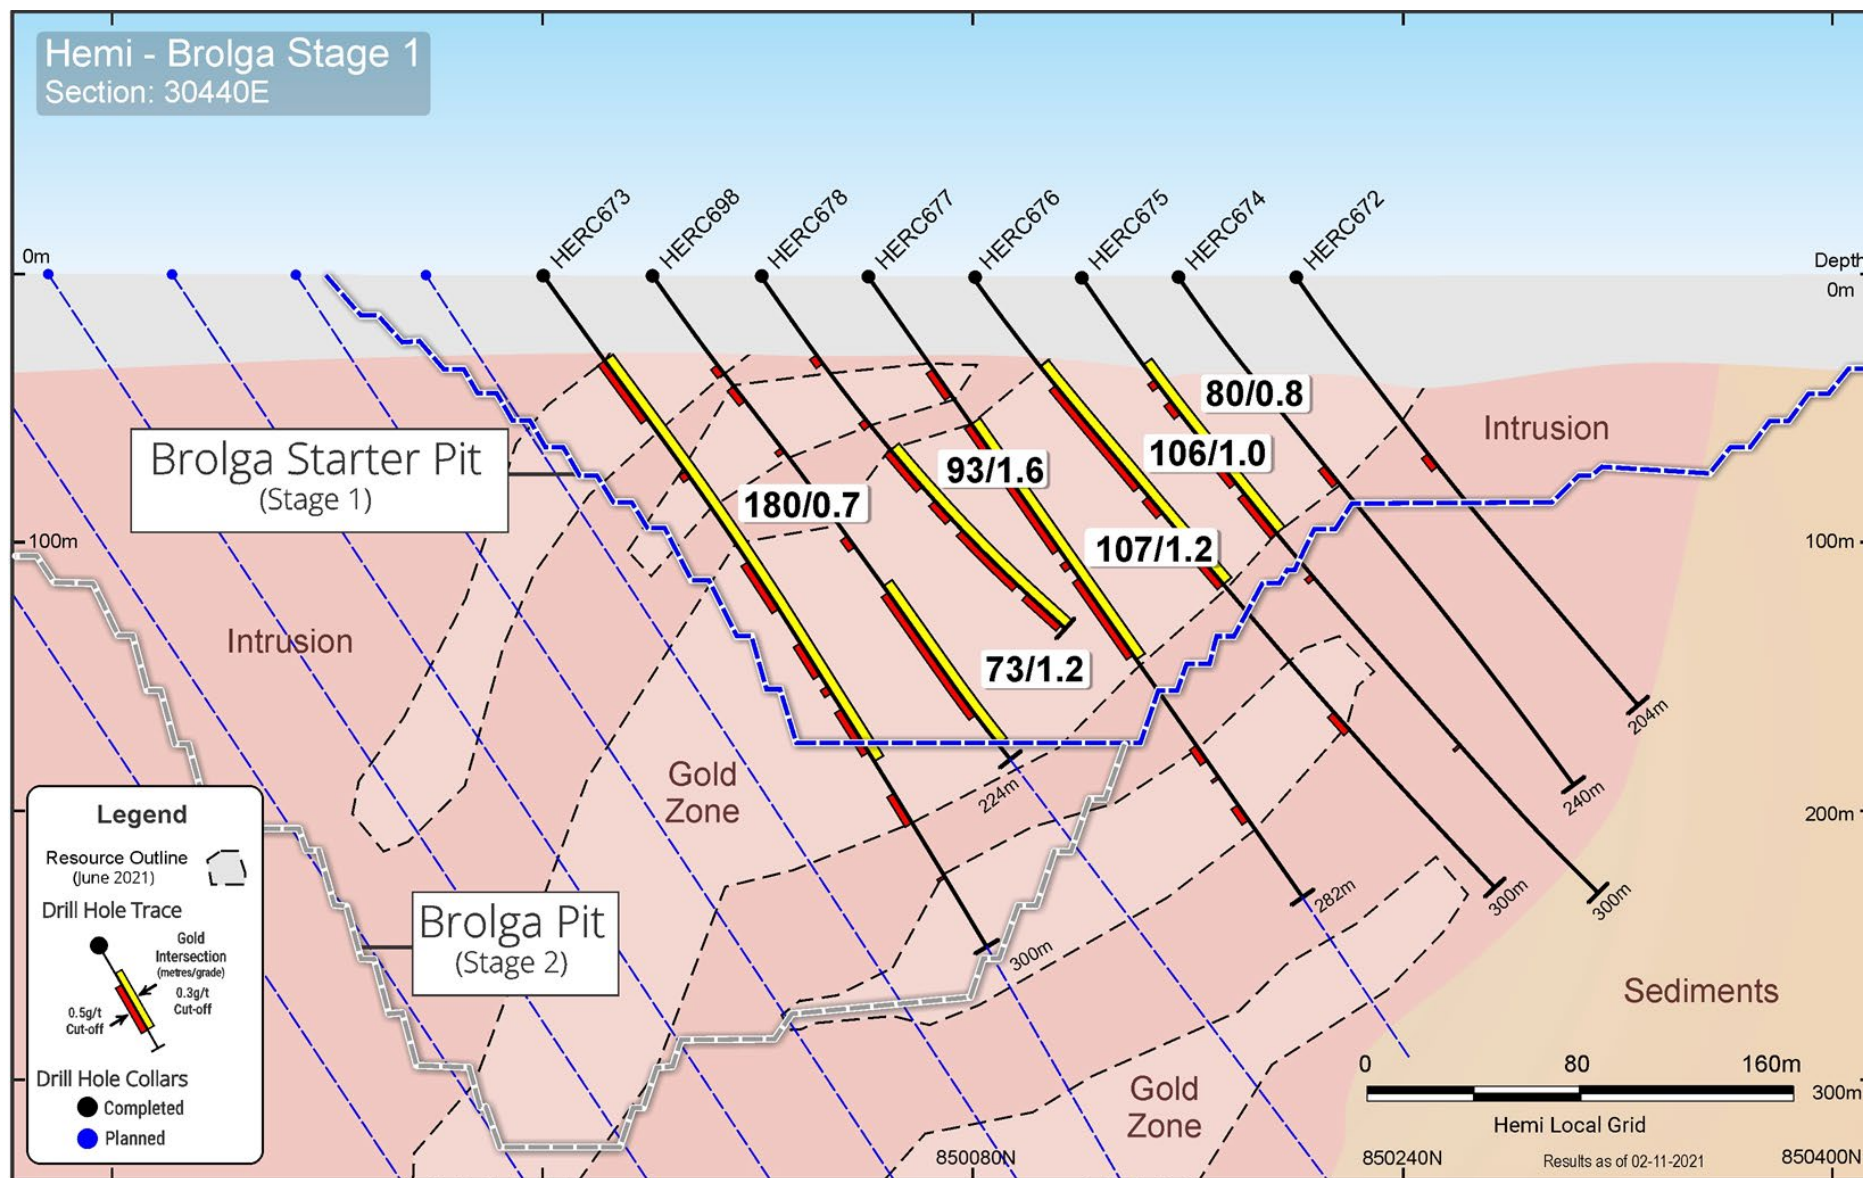 Hemi - Brolga Stage 1
Section: 30440E
HERC673
HERC698
HERC678
HERC677
HERC676
HERC675
HERC674
HERC672
0m
Depth
0m
80/0.8
Intrusion
106/1.0
Brolga Starter Pit
(Stage 1)
93/1.6
180/0.7
100m
107/1.2
100m
Intrusion
73/1.2
204m
Gold
Zone
224m
240m
200m
Legend
Resource Outline
(June 2021)
Drill Hole Trace
Gold
Intersection
(metres/grade)
0.3g/t
Cut-off
0.5g/t
Cut-off
Drill Hole Collars
Completed
Planned
Brolga Pit
(Stage 2)
282m
300m
300m
300m
Sediments
Gold
Zone
0 80 160m
300m
Hemi Local Grid
850080N
850240N
Results as of 02-11-2021
850400N